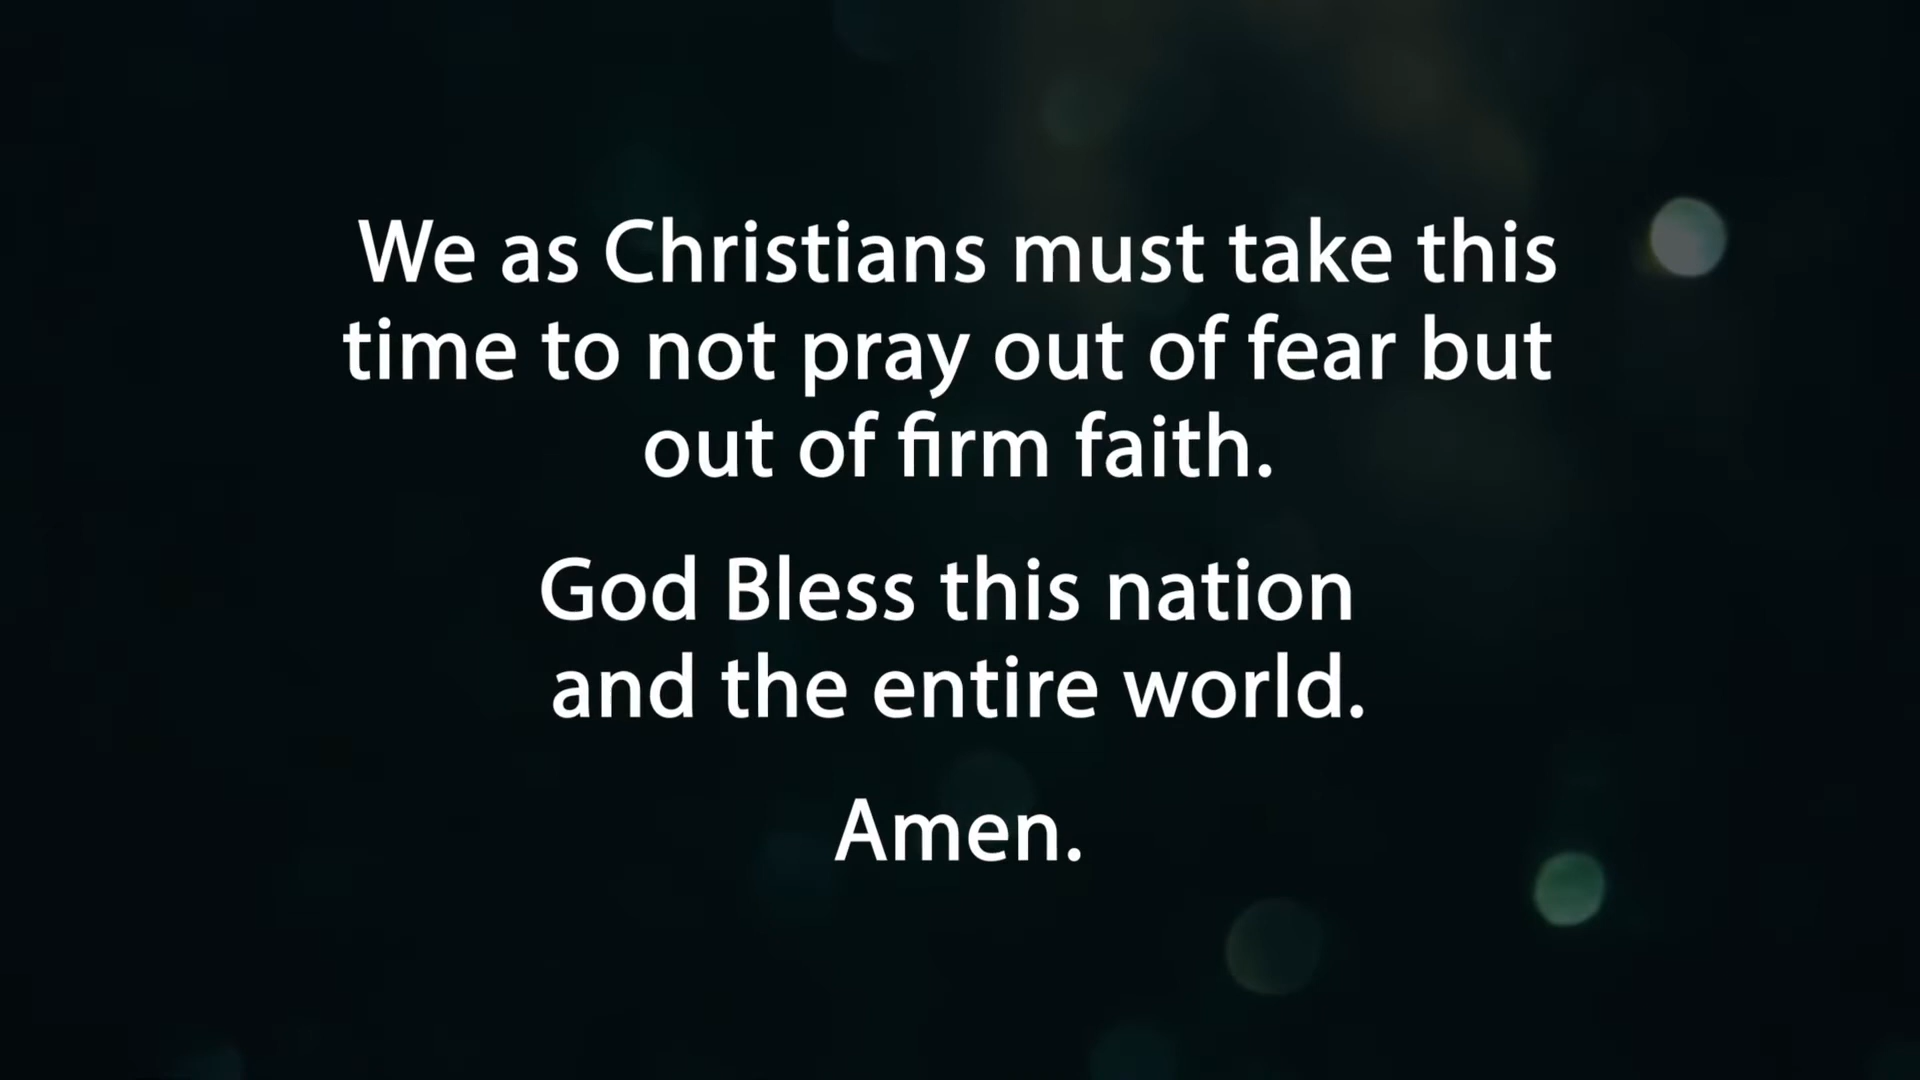 We as Christians must take this
time to not pray out of fear but
out of firm faith.
God Bless this nation
and the entire world.
Amen.